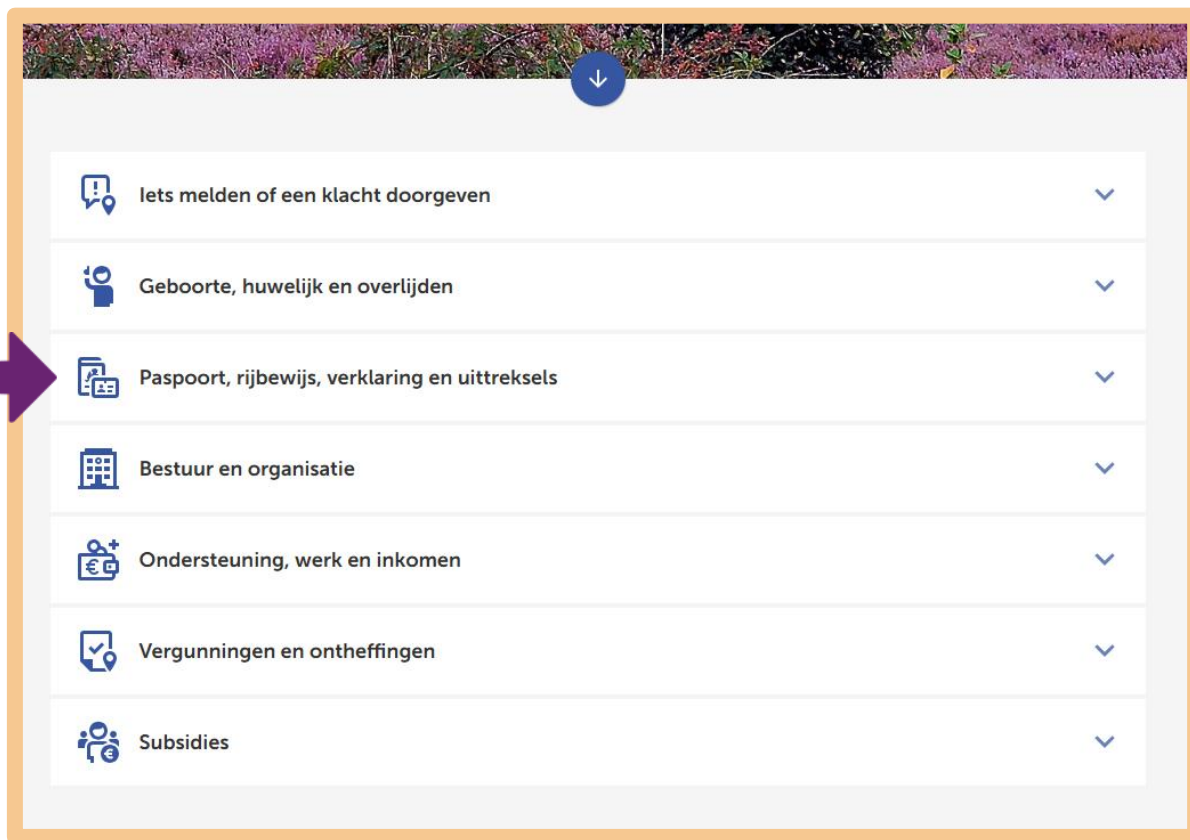 Iets melden of een klacht doorgeven
Geboorte, huwelijk en overlijden
Paspoort, rijbewijs, verklaring en uittreksels
Bestuur en organisatie
Ondersteuning, werk en inkomen
Vergunningen en ontheffingen
Subsidies